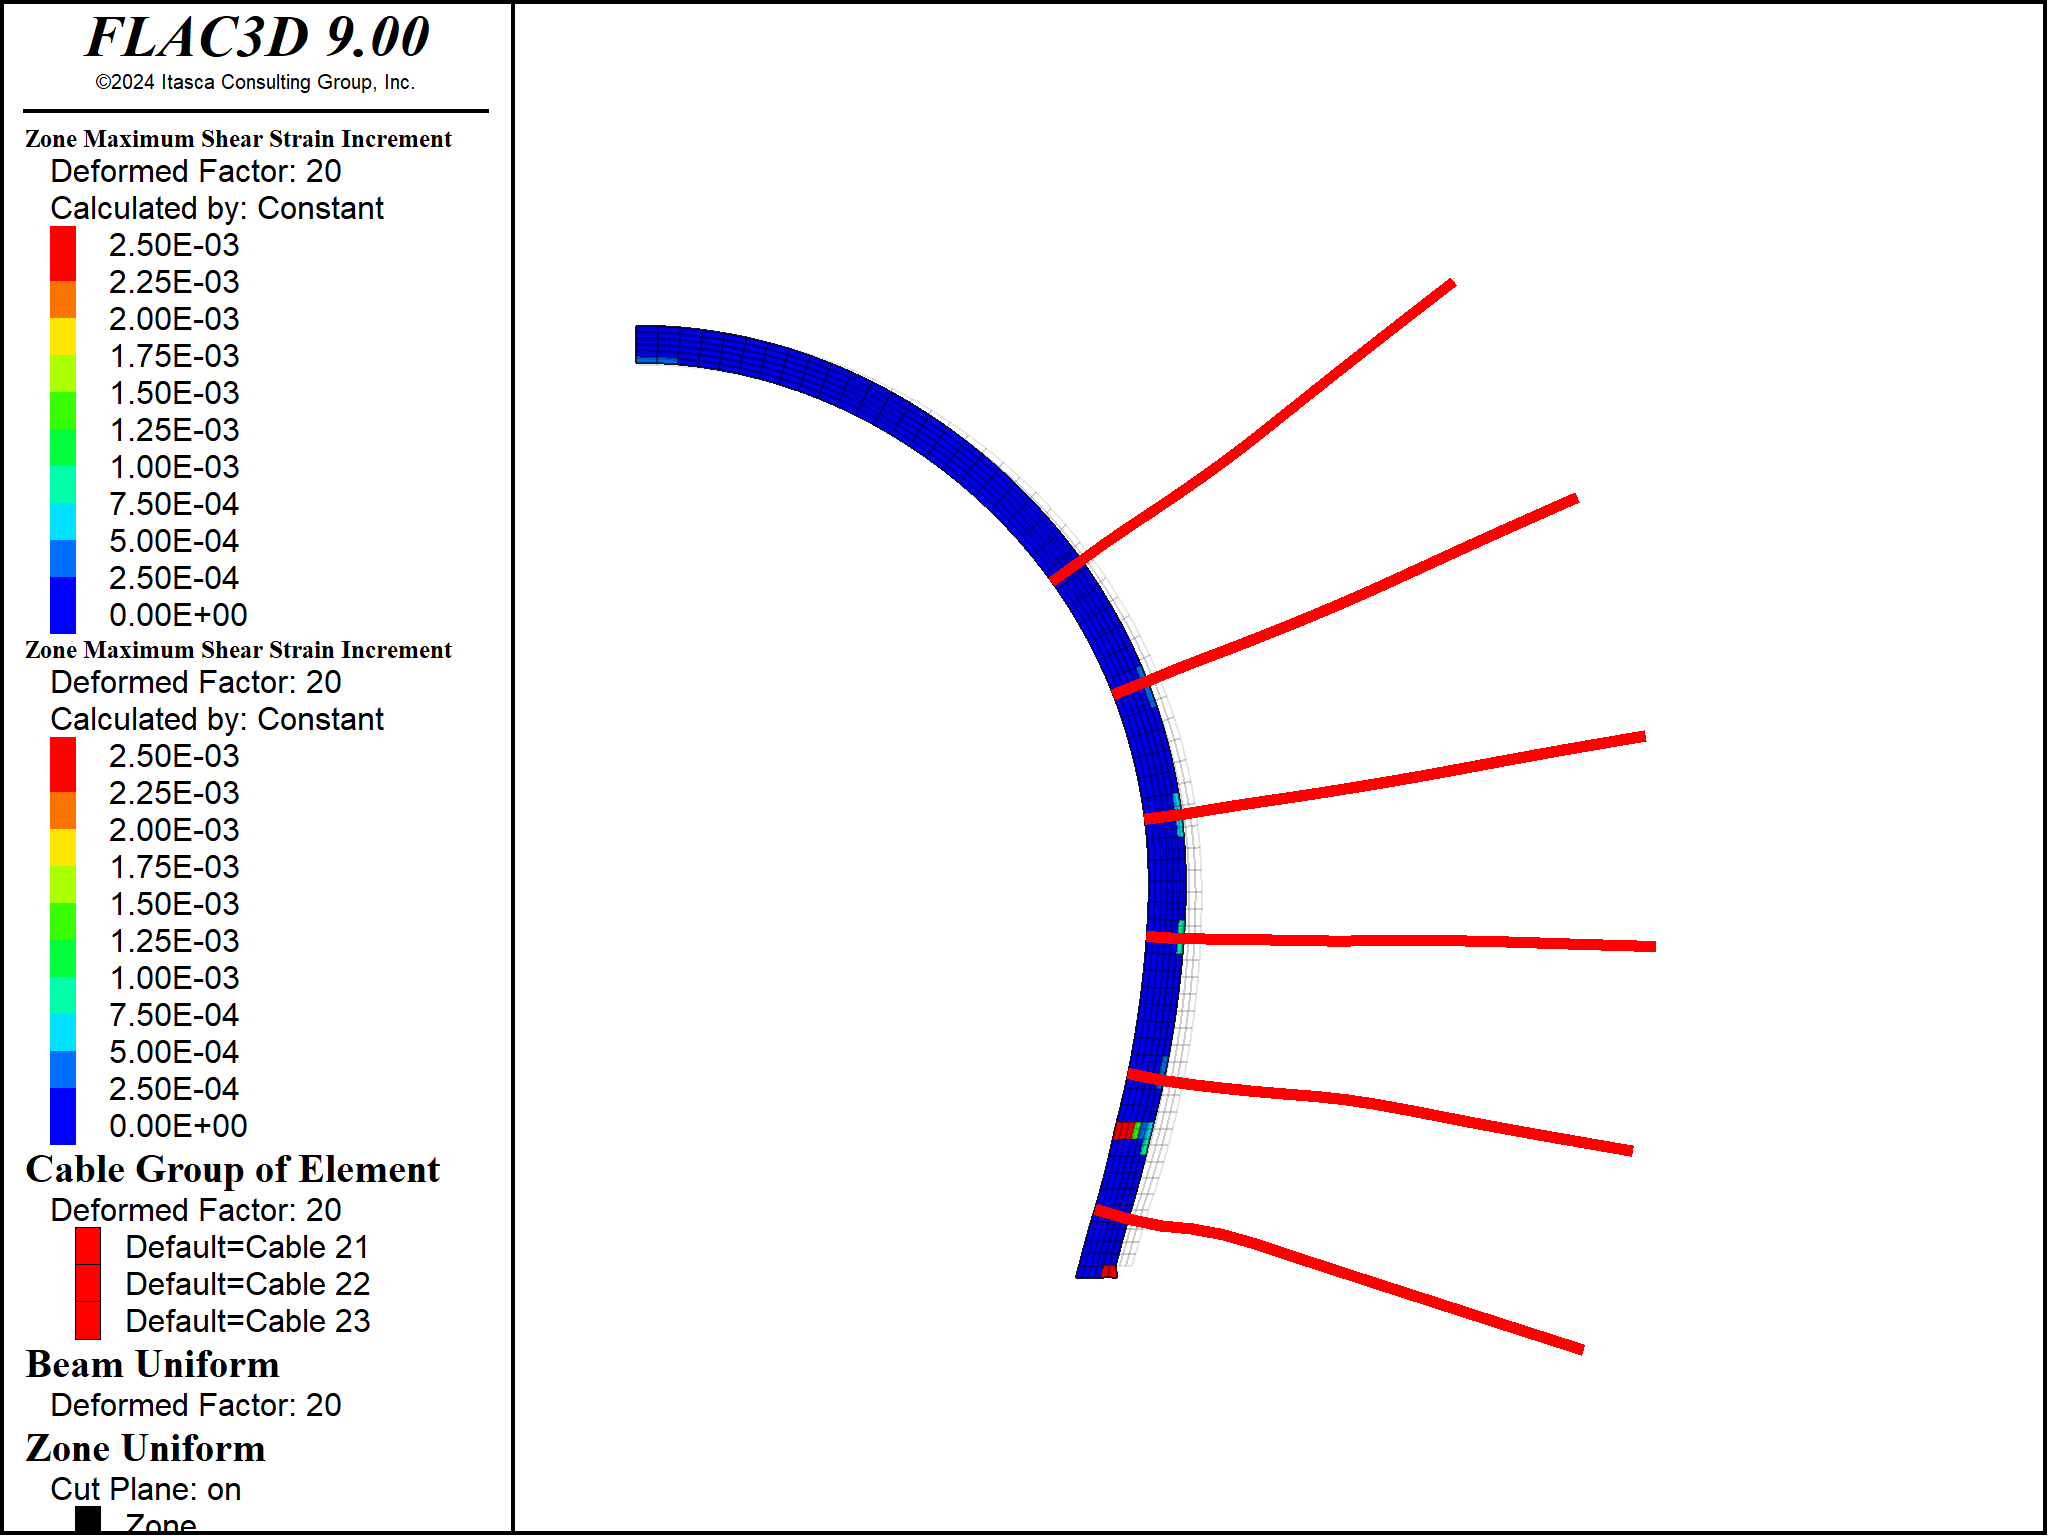 FLAC3D 9.00
©2024 Itasca Consulting Group, Inc.
Zone Maximum Shear Strain Increment
Deformed Factor: 20
Calculated by: Constant
2.50E-03
2.25E-03
2.00E-03
1.75E-03
1.50E-03
1.25E-03
1.00E-03
7.50E-04
5.00E-04
2.50E-04
0.00E+00
Zone Maximum Shear Strain Increment
Deformed Factor: 20
Calculated by: Constant
2.50E-03
2.25E-03
2.00E-03
1.75E-03
1.50E-03
1.25E-03
1.00E-03
7.50E-04
5.00E-04
2.50E-04
0.00E+00
Cable Group of Element
Deformed Factor: 20
Default=Cable 21
Default=Cable 22
Default=Cable 23
Beam Uniform
Deformed Factor: 20
Zone Uniform
Cut Plane: on
Zone